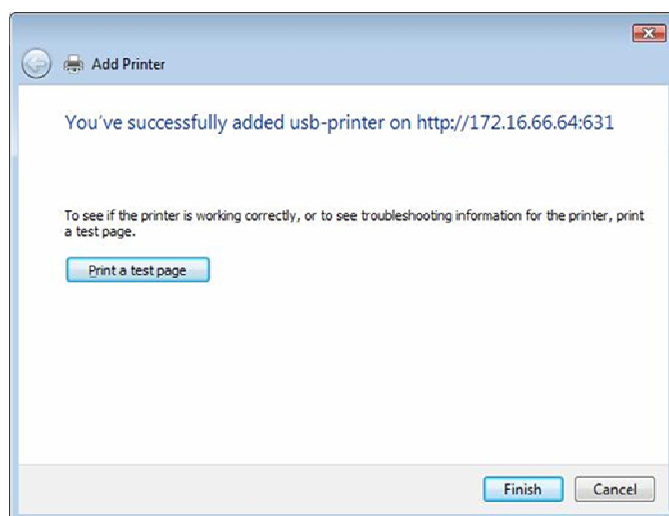 Add Printer
You've successfully added usb-printer on http://172.16.66.64:631
To see if the printer is working correctly, or to see troubleshooting information for the printer, print
a test page.
Print a test page
Finish Cancel